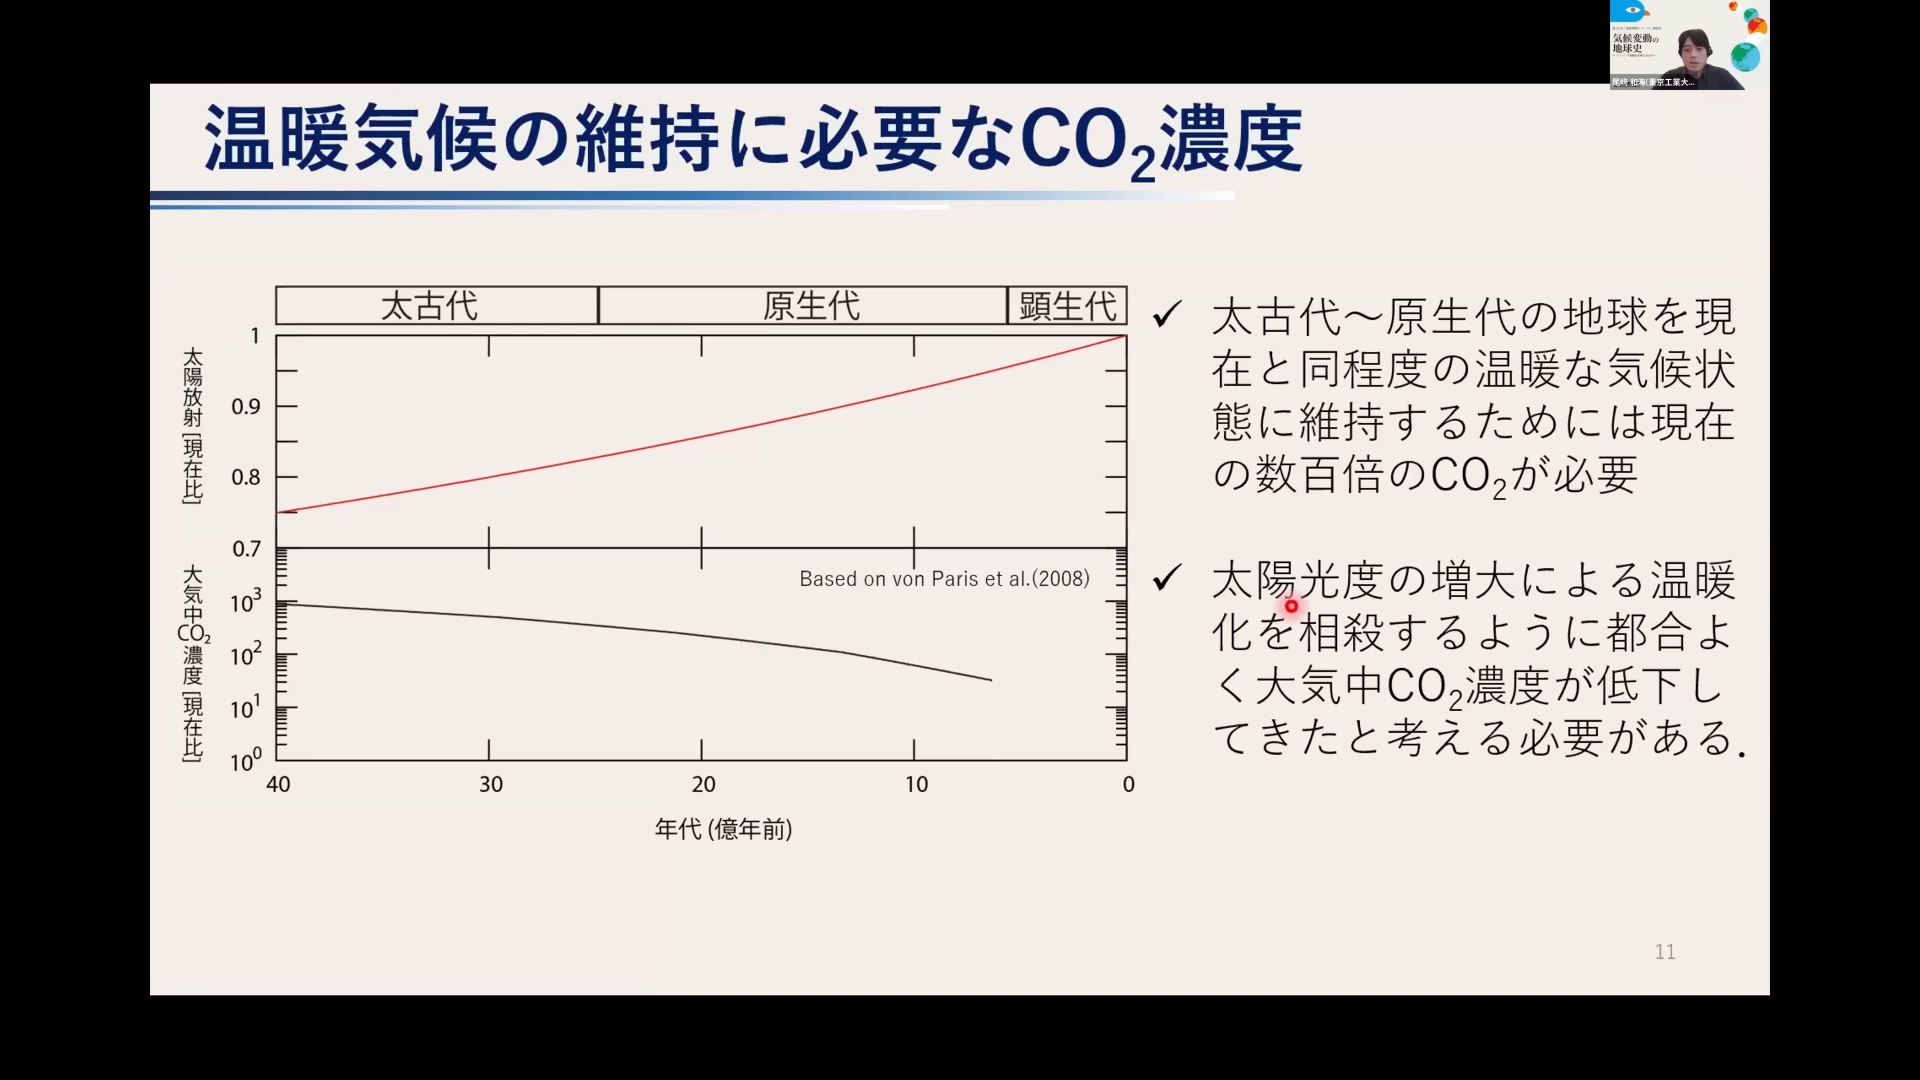 気候変動の
地球史
尾﨑 和海(東京工業大...
温暖気候の維持に必要なCO₂濃度
太古代
原生代
顕生代
太陽放射 [現在比]
1
0.9
0.8
0.7
大気中CO₂濃度 [現在比]
10³
10²
10¹
10⁰
Based on von Paris et al.(2008)
40
30
20
10
0
年代 (億年前)
✓ 太古代～原生代の地球を現
在と同程度の温暖な気候状
態に維持するためには現在
の数百倍のCO₂が必要
✓ 太陽光度の増大による温暖
化を相殺するように都合よ
く大気中CO₂濃度が低下し
てきたと考える必要がある.
11